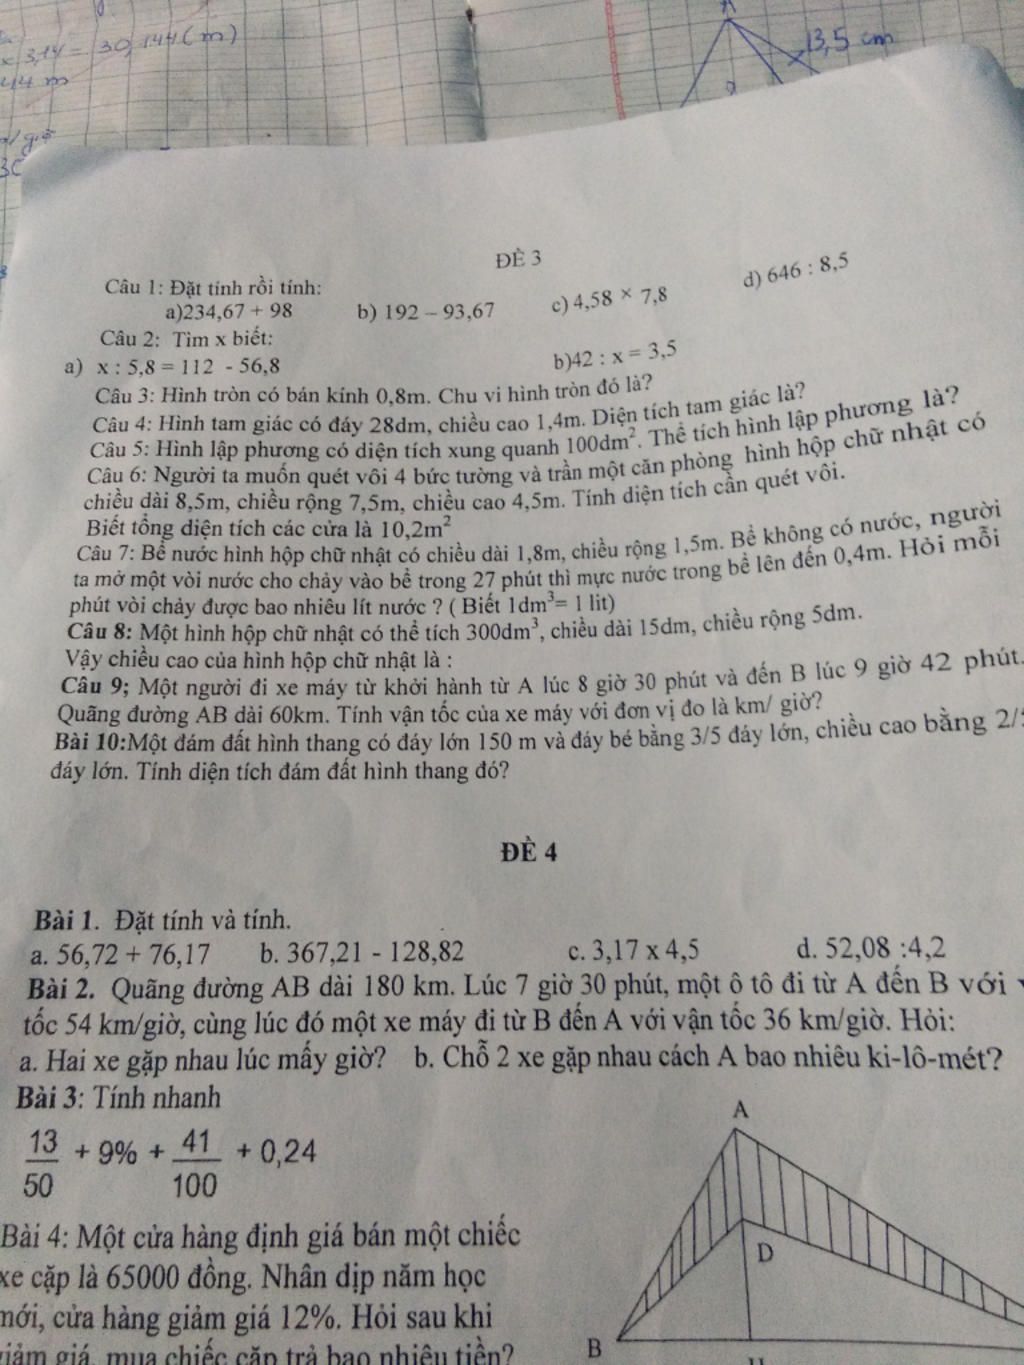 x 3,14 = 30,144 (m)
44 m
13,5 cm
A
ĐỀ 3
Câu 1: Đặt tính rồi tính:
a)234,67 + 98 b) 192 – 93,67 c) 4,58 × 7,8 d) 646 : 8,5
Câu 2: Tìm x biết:
a) x : 5,8 = 112 - 56,8 b)42 : x = 3,5
Câu 3: Hình tròn có bán kính 0,8m. Chu vi hình tròn đó là?
Câu 4: Hình tam giác có đáy 28dm, chiều cao 1,4m. Diện tích tam giác là?
Câu 5: Hình lập phương có diện tích xung quanh 100dm². Thể tích hình lập phương là?
Câu 6: Người ta muốn quét vôi 4 bức tường và trần một căn phòng hình hộp chữ nhật có
chiều dài 8,5m, chiều rộng 7,5m, chiều cao 4,5m. Tính diện tích cần quét vôi.
Biết tổng diện tích các cửa là 10,2m²
Câu 7: Bể nước hình hộp chữ nhật có chiều dài 1,8m, chiều rộng 1,5m. Bể không có nước, người
ta mở một vòi nước cho chảy vào bể trong 27 phút thì mực nước trong bể lên đến 0,4m. Hỏi mỗi
phút vòi chảy được bao nhiêu lít nước ? ( Biết 1dm³= 1 lit)
Câu 8: Một hình hộp chữ nhật có thể tích 300dm³, chiều dài 15dm, chiều rộng 5dm.
Vậy chiều cao của hình hộp chữ nhật là :
Câu 9; Một người đi xe máy từ khởi hành từ A lúc 8 giờ 30 phút và đến B lúc 9 giờ 42 phút.
Quãng đường AB dài 60km. Tính vận tốc của xe máy với đơn vị đo là km/ giờ?
Bài 10:Một đám đất hình thang có đáy lớn 150 m và đáy bé bằng 3/5 đáy lớn, chiều cao bằng 2/
đáy lớn. Tính diện tích đám đất hình thang đó?
ĐỀ 4
Bài 1. Đặt tính và tính.
a. 56,72 + 76,17 b. 367,21 - 128,82 c. 3,17 x 4,5 d. 52,08 :4,2
Bài 2. Quãng đường AB dài 180 km. Lúc 7 giờ 30 phút, một ô tô đi từ A đến B với
tốc 54 km/giờ, cùng lúc đó một xe máy đi từ B đến A với vận tốc 36 km/giờ. Hỏi:
a. Hai xe gặp nhau lúc mấy giờ? b. Chỗ 2 xe gặp nhau cách A bao nhiêu ki-lô-mét?
Bài 3: Tính nhanh
13/50 + 9% + 41/100 + 0,24
Bài 4: Một cửa hàng định giá bán một chiếc
xe cặp là 65000 đồng. Nhân dịp năm học
mới, cửa hàng giảm giá 12%. Hỏi sau khi
giảm giá, mua chiếc cặp trả bao nhiêu tiền?
A
D
B